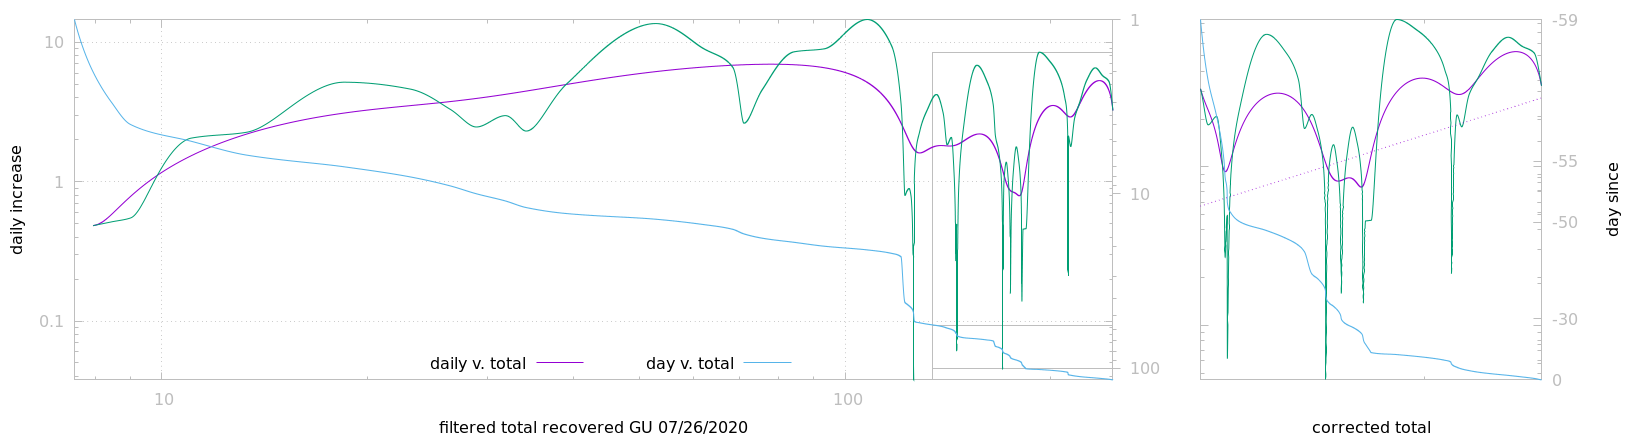 daily increase
10
1
0.1
daily v. total
day v. total
10
100
filtered total recovered GU 07/26/2020
1
10
100
-59
-55
-50
-30
0
day since
corrected total